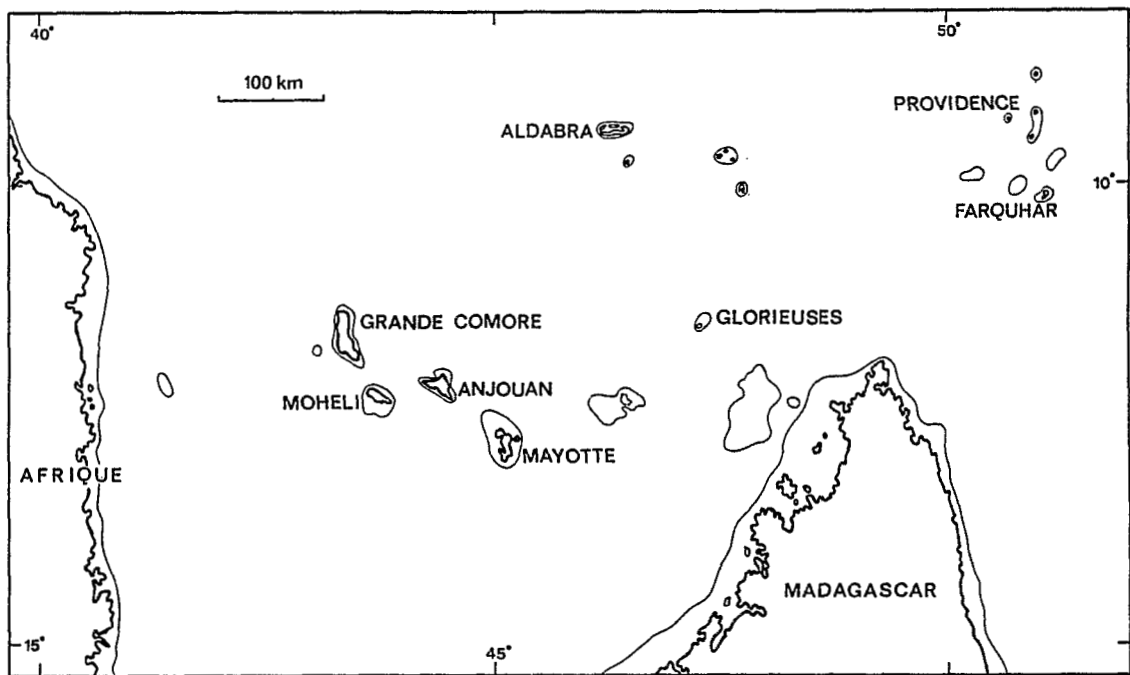 40°
50°
100 km
PROVIDENCE
ALDABRA
10°
FARQUHAR
GRANDE COMORE
GLORIEUSES
ANJOUAN
MOHELI
MAYOTTE
AFRIQUE
MADAGASCAR
15°
45°